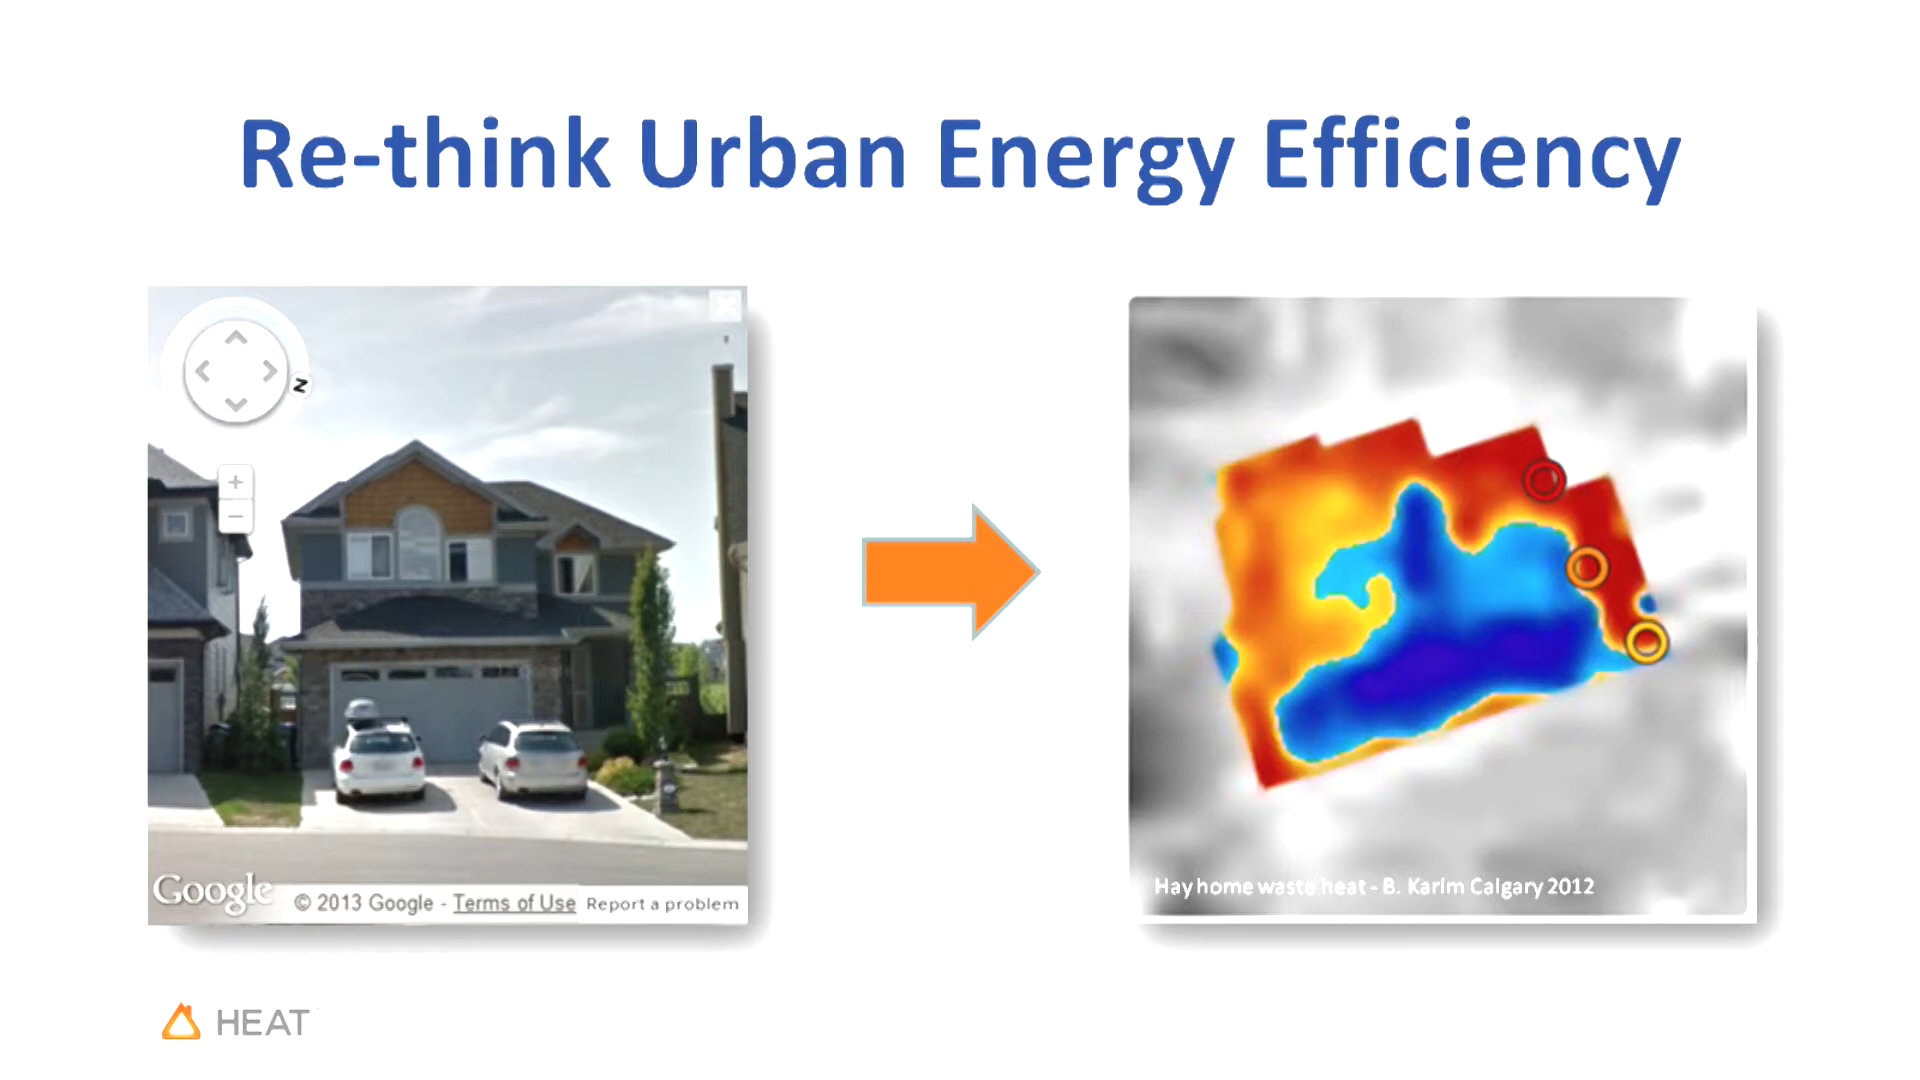 Re-think Urban Energy Efficiency
N
Google
© 2013 Google - Terms of Use Report a problem
Hay home waste heat - B. Karim Calgary 2012
HEAT